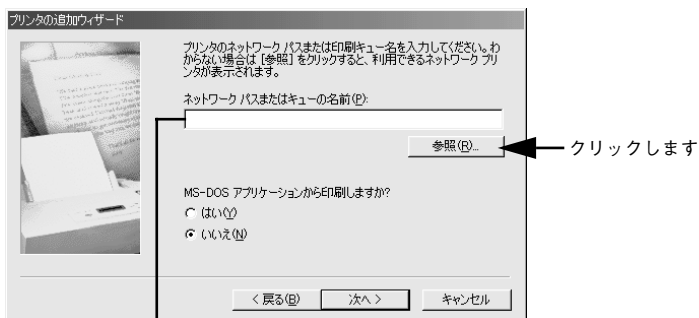 プリンタの追加ウィザード
プリンタのネットワーク パスまたは印刷キュー名を入力してください。わ
からない場合は [参照] をクリックすると、利用できるネットワーク プリ
ンタが表示されます。
ネットワーク パスまたはキューの名前(P):
参照(R)...
クリックします
MS-DOS アプリケーションから印刷しますか?
はい(Y)
いいえ(N)
< 戻る(B)
次へ >
キャンセル